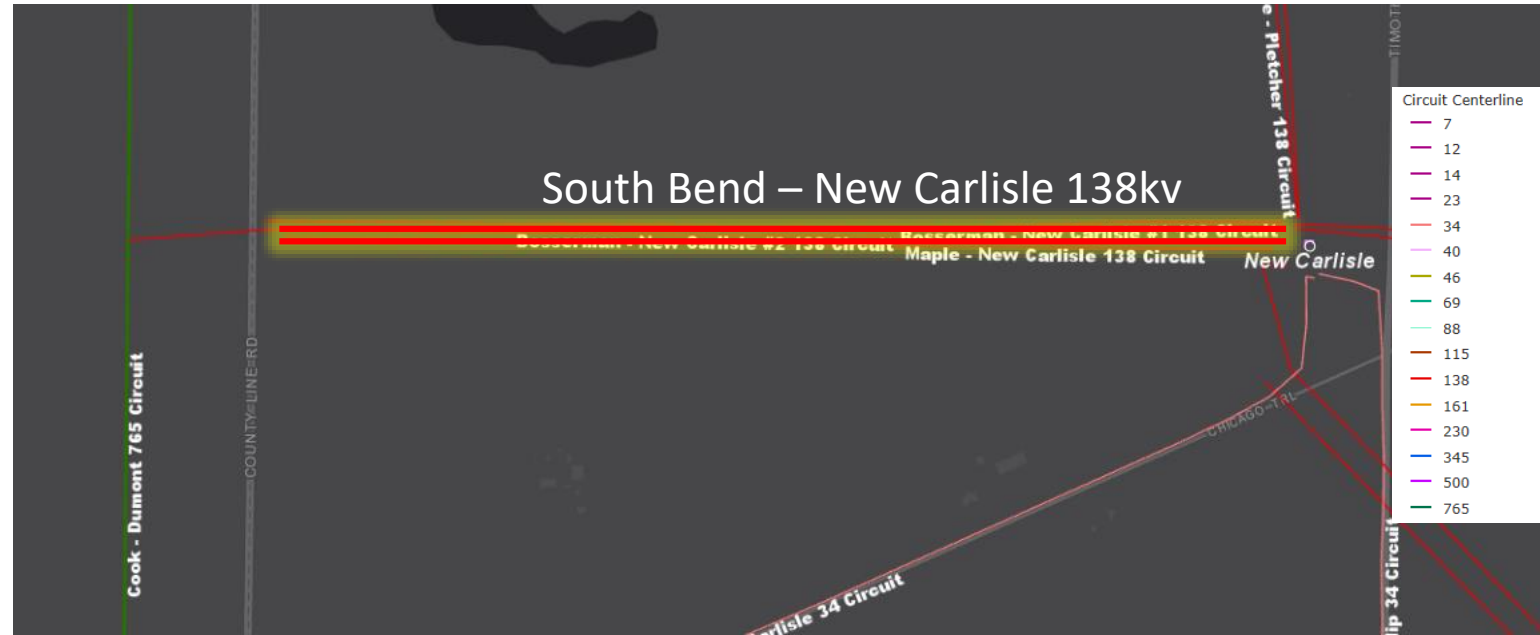 e - Pletcher 138 Circuit
TIMOT
Circuit Centerline
7
12
14
23
34
40
46
69
88
115
138
161
230
345
500
765
South Bend – New Carlisle 138kv
Bosserman - New Carlisle #2 138 Circuit
Bosserman - New Carlisle #1 138 Circuit
Maple - New Carlisle 138 Circuit
New Carlisle
Cook - Dumont 765 Circuit
COUNTY LINE RD
CHICAGO-TRL
arlisle 34 Circuit
lip 34 Circuit